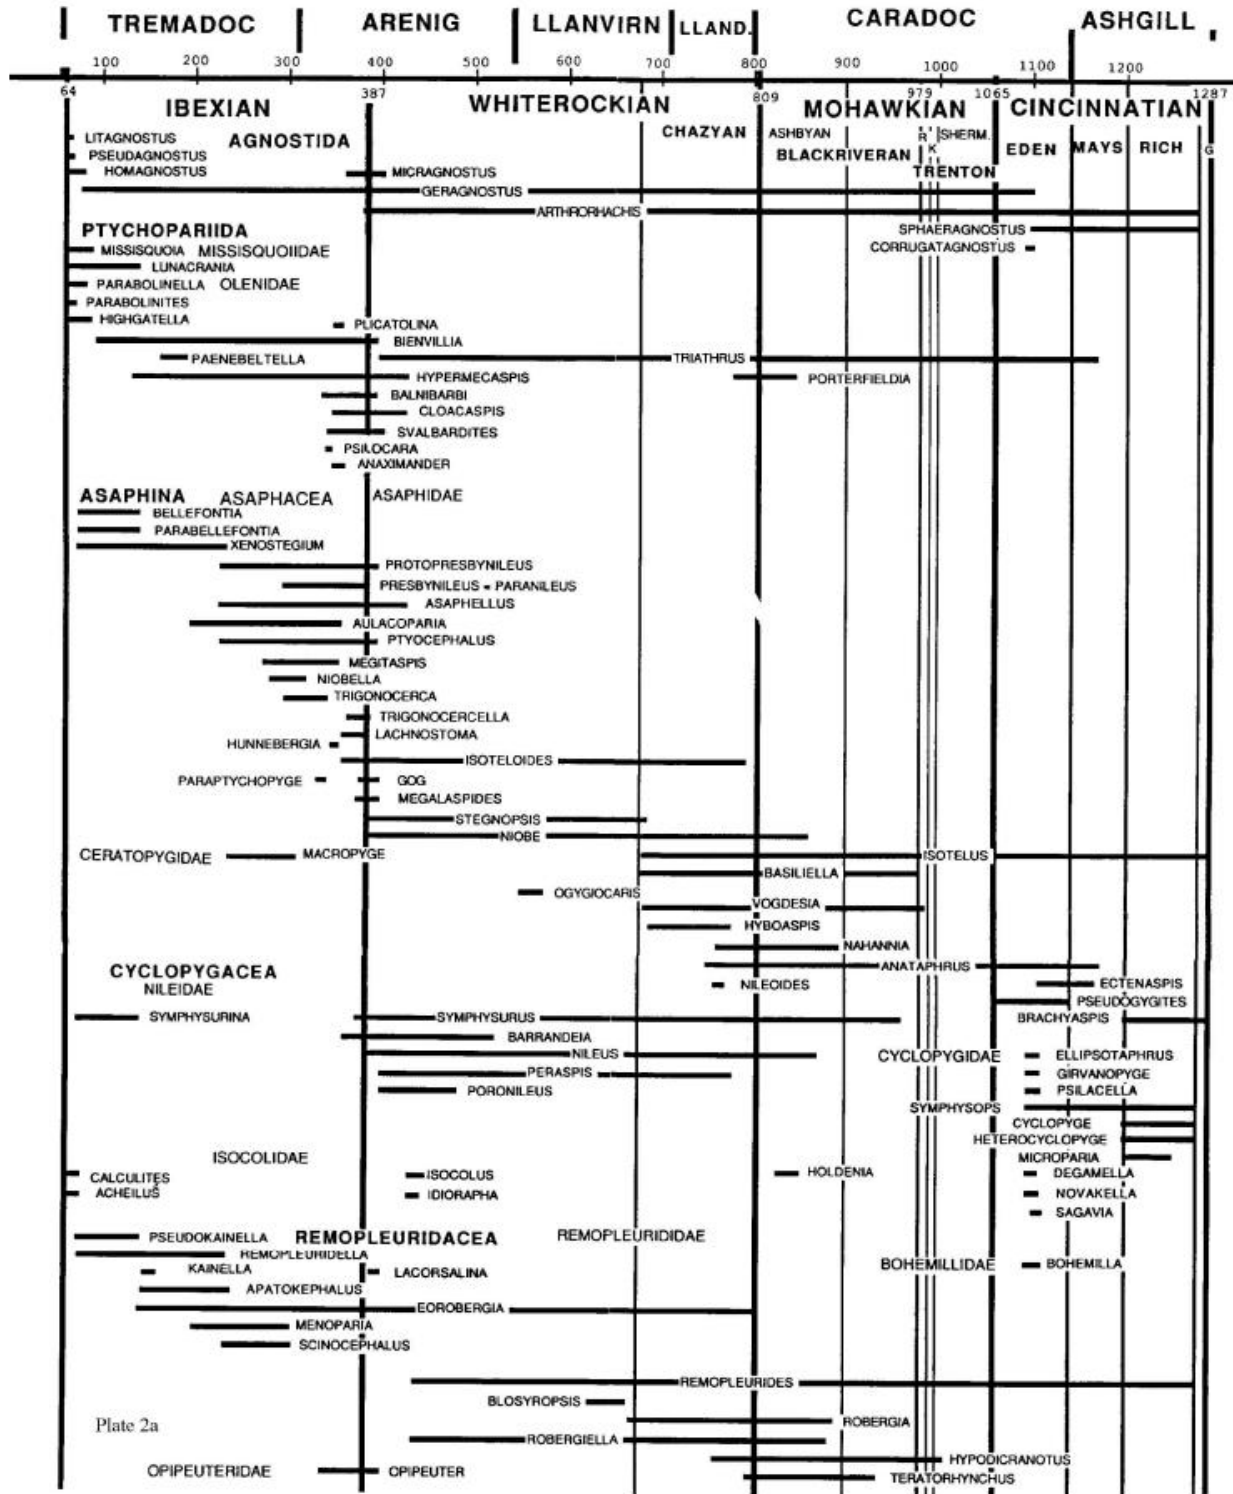 TREMADOC ARENIG LLANVIRN LLAND. CARADOC ASHGILL
100 200 300 400 500 600 700 800 900 1000 1100 1200
64 387 809 979 1065 1287
IBEXIAN WHITEROCKIAN MOHAWKIAN CINCINNATIAN
CHAZYAN ASHBYAN R K SHERM.
BLACKRIVERAN EDEN MAYS RICH G
TRENTON
LITAGNOSTUS AGNOSTIDA
PSEUDAGNOSTUS
HOMAGNOSTUS MICRAGNOSTUS
GERAGNOSTUS
ARTHRORHACHIS
PTYCHOPARIIDA SPHAERAGNOSTUS
MISSISQUOIA MISSISQUOIIDAE CORRUGATAGNOSTUS
LUNACRANIA
PARABOLINELLA OLENIDAE
PARABOLINITES
HIGHGATELLA PLICATOLINA
BIENVILLIA
PAENEBELTELLA TRIATHRUS
HYPERMECASPIS PORTERFIELDIA
BALNIBARBI
CLOACASPIS
SVALBARDITES
PSILOCARA
ANAXIMANDER
ASAPHINA ASAPHACEA ASAPHIDAE
BELLEFONTIA
PARABELLEFONTIA
XENOSTEGIUM
PROTOPRESBYNILEUS
PRESBYNILEUS = PARANILEUS
ASAPHELLUS
AULACOPARIA
PTYOCEPHALUS
MEGITASPIS
NIOBELLA
TRIGONOCERCA
TRIGONOCERCELLA
LACHNOSTOMA
HUNNEBERGIA
ISOTELOIDES
PARAPTYCHOPYGE GOG
MEGALASPIDES
STEGNOPSIS
NIOBE
CERATOPYGIDAE MACROPYGE ISOTELUS
BASILIELLA
OGYGIOCARIS
VOGDESIA
HYBOASPIS
NAHANNIA
CYCLOPYGACEA ANATAPHRUS
NILEIDAE NILEOIDES ECTENASPIS
PSEUDOGYGITES
SYMPHYSURINA SYMPHYSURUS BRACHYASPIS
BARRANDEIA
NILEUS CYCLOPYGIDAE ELLIPSOTAPHRUS
PERASPIS GIRVANOPYGE
PORONILEUS PSILACELLA
SYMPHYSOPS
CYCLOPYGE
HETEROCYCLOPYGE
ISOCOLIDAE MICROPARIA
CALCULITES ISOCOLUS HOLDENIA DEGAMELLA
ACHEILUS IDIORAPHA NOVAKELLA
SAGAVIA
PSEUDOKAINELLA REMOPLEURIDACEA REMOPLEURIDIDAE
REMOPLEURIDELLA
KAINELLA LACORSALINA BOHEMILLIDAE BOHEMILLA
APATOKEPHALUS
EOROBERGIA
MENOPARIA
SCINOCEPHALUS
REMOPLEURIDES
BLOSYROPSIS
Plate 2a ROBERGIA
ROBERGIELLA
HYPODICRANOTUS
OPIPEUTERIDAE OPIPEUTER TERATORHYNCHUS